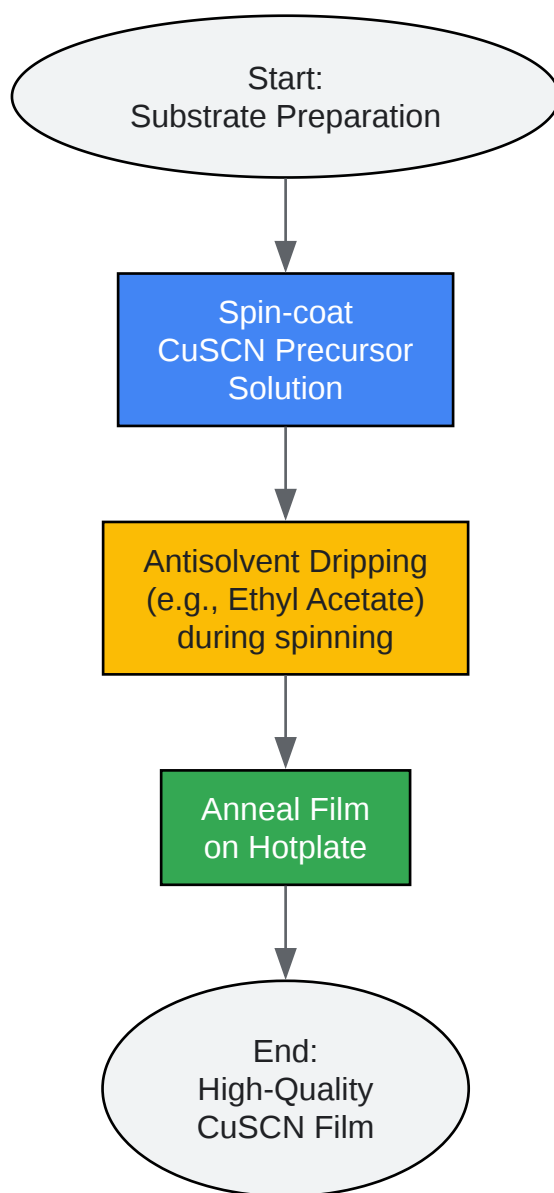 Start:
Substrate Preparation
Spin-coat
CuSCN Precursor
Solution
Antisolvent Dripping
(e.g., Ethyl Acetate)
during spinning
Anneal Film
on Hotplate
End:
High-Quality
CuSCN Film